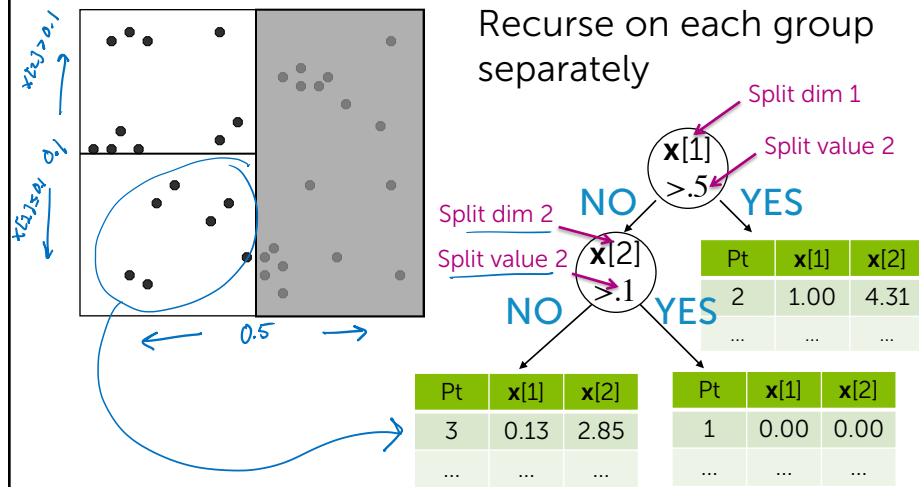 Recurse on each group
separately
x[2]>0.1
0.1
x[2]≤0.1
0.5
Split dim 1
x[1]
>.5
Split value 2
NO
YES
Split dim 2
x[2]
Split value 2
>.1
NO
YES
Pt x[1] x[2]
2 1.00 4.31
... ... ...
Pt x[1] x[2]
3 0.13 2.85
... ... ...
Pt x[1] x[2]
1 0.00 0.00
... ... ...